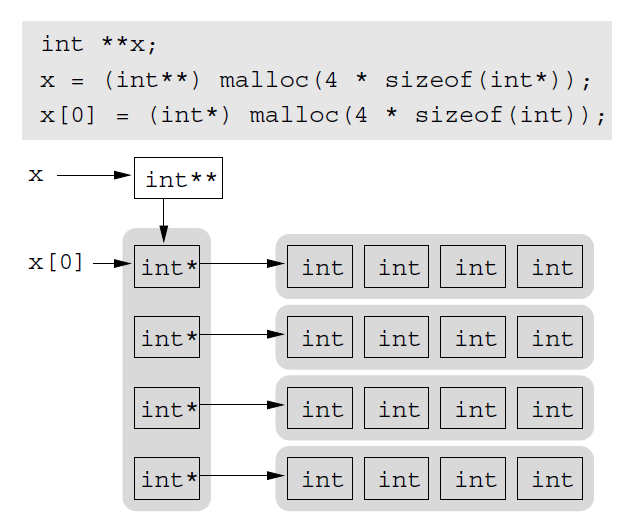 int **x;
x = (int**) malloc(4 * sizeof(int*));
x[0] = (int*) malloc(4 * sizeof(int));
x int**
x[0] int* int int int int
int* int int int int
int* int int int int
int* int int int int